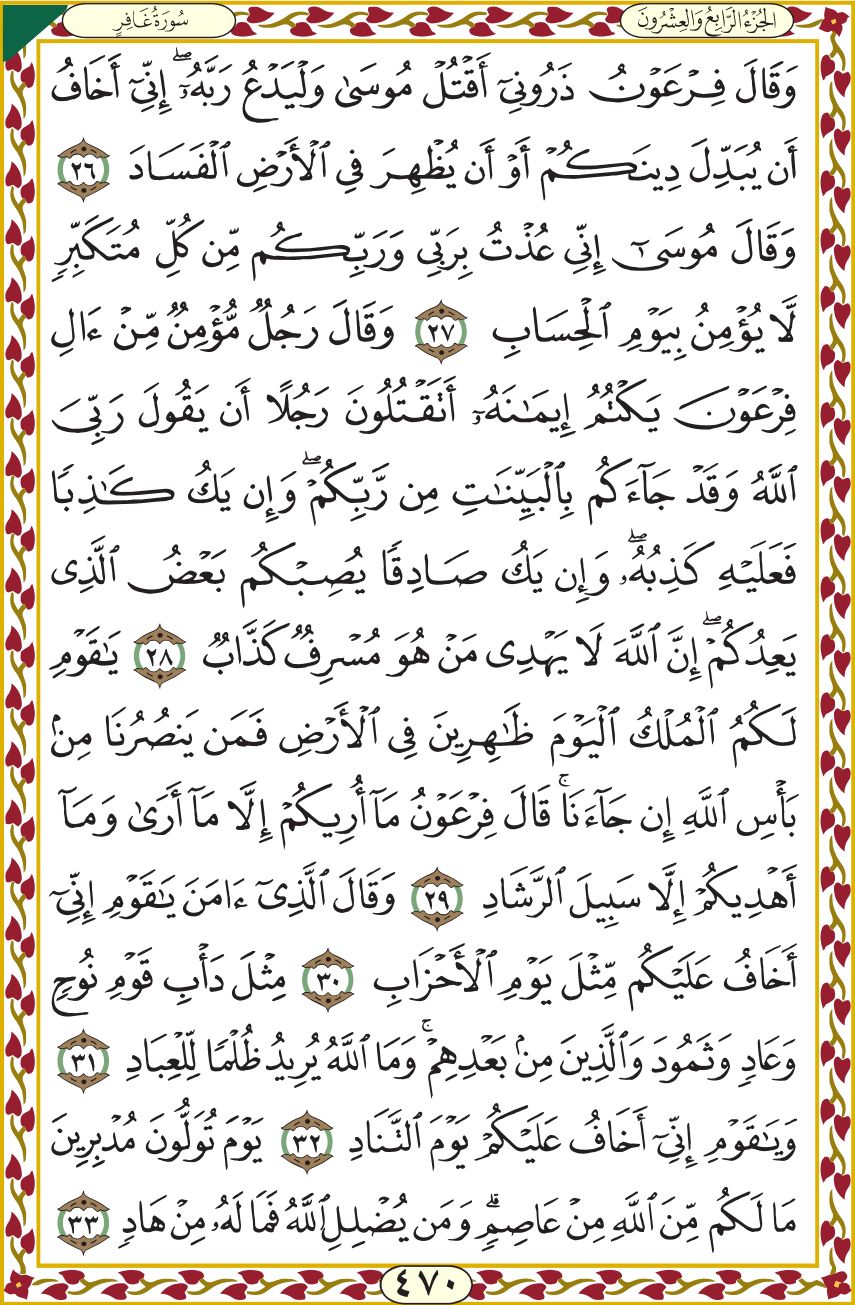 الجُزْءُ الرَّابِعُ وَالعِشْرُونَ
سُورَةُ غَافِرٍ
وَقَالَ فِرْعَوْنُ ذَرُونِىٓ أَقْتُلْ مُوسَىٰ وَلْيَدْعُ رَبَّهُۥٓ ۖ إِنِّىٓ أَخَافُ
أَن يُبَدِّلَ دِينَكُمْ أَوْ أَن يُظْهِرَ فِى ٱلْأَرْضِ ٱلْفَسَادَ ٢٦
وَقَالَ مُوسَىٰٓ إِنِّى عُذْتُ بِرَبِّى وَرَبِّكُم مِّن كُلِّ مُتَكَبِّرٍ
لَّا يُؤْمِنُ بِيَوْمِ ٱلْحِسَابِ ٢٧ وَقَالَ رَجُلٌ مُّؤْمِنٌ مِّنْ ءَالِ
فِرْعَوْنَ يَكْتُمُ إِيمَـٰنَهُۥٓ أَتَقْتُلُونَ رَجُلًا أَن يَقُولَ رَبِّىَ
ٱللَّهُ وَقَدْ جَآءَكُم بِٱلْبَيِّنَـٰتِ مِن رَّبِّكُمْ ۖ وَإِن يَكُ كَـٰذِبًا
فَعَلَيْهِ كَذِبُهُۥ ۖ وَإِن يَكُ صَادِقًا يُصِبْكُم بَعْضُ ٱلَّذِى
يَعِدُكُمْ ۖ إِنَّ ٱللَّهَ لَا يَهْدِى مَنْ هُوَ مُسْرِفٌ كَذَّابٌ ٢٨ يَـٰقَوْمِ
لَكُمُ ٱلْمُلْكُ ٱلْيَوْمَ ظَـٰهِرِينَ فِى ٱلْأَرْضِ فَمَن يَنصُرُنَا مِنۢ
بَأْسِ ٱللَّهِ إِن جَآءَنَا ۚ قَالَ فِرْعَوْنُ مَآ أُرِيكُمْ إِلَّا مَآ أَرَىٰ وَمَآ
أَهْدِيكُمْ إِلَّا سَبِيلَ ٱلرَّشَادِ ٢٩ وَقَالَ ٱلَّذِىٓ ءَامَنَ يَـٰقَوْمِ إِنِّىٓ
أَخَافُ عَلَيْكُم مِّثْلَ يَوْمِ ٱلْأَحْزَابِ ٣٠ مِثْلَ دَأْبِ قَوْمِ نُوحٍ
وَعَادٍ وَثَمُودَ وَٱلَّذِينَ مِنۢ بَعْدِهِمْ ۚ وَمَا ٱللَّهُ يُرِيدُ ظُلْمًا لِّلْعِبَادِ ٣١
وَيَـٰقَوْمِ إِنِّىٓ أَخَافُ عَلَيْكُمْ يَوْمَ ٱلتَّنَادِ ٣٢ يَوْمَ تُوَلُّونَ مُدْبِرِينَ
مَا لَكُم مِّنَ ٱللَّهِ مِنْ عَاصِمٍ ۗ وَمَن يُضْلِلِ ٱللَّهُ فَمَا لَهُۥ مِنْ هَادٍ ٣٣
٤٧٠